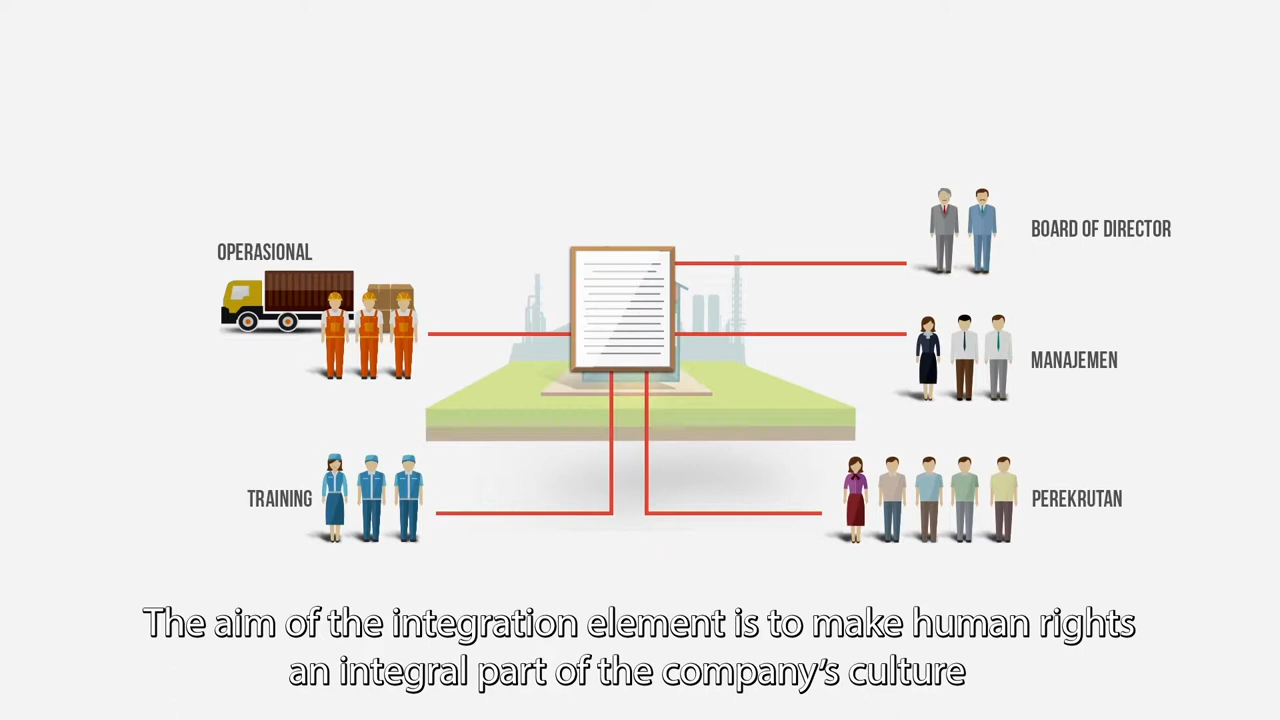 BOARD OF DIRECTOR
OPERASIONAL
MANAJEMEN
TRAINING
PEREKRUTAN
The aim of the integration element is to make human rights
an integral part of the company's culture